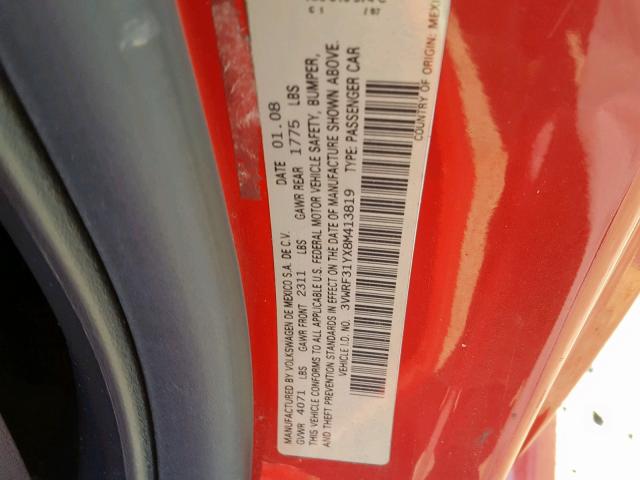 MANUFACTURED BY VOLKSWAGEN DE MEXICO S.A. DE C.V. DATE 01.08
GVWR 4071 LBS GAWR FRONT 2311 LBS GAWR REAR 1775 LBS
THIS VEHICLE CONFORMS TO ALL APPLICABLE U.S. FEDERAL MOTOR VEHICLE SAFETY, BUMPER,
AND THEFT PREVENTION STANDARDS IN EFFECT ON THE DATE OF MANUFACTURE SHOWN ABOVE.
VEHICLE I.D. NO. 3VWRF31YX8M413819 TYPE: PASSENGER CAR
COUNTRY OF ORIGIN: MEXI